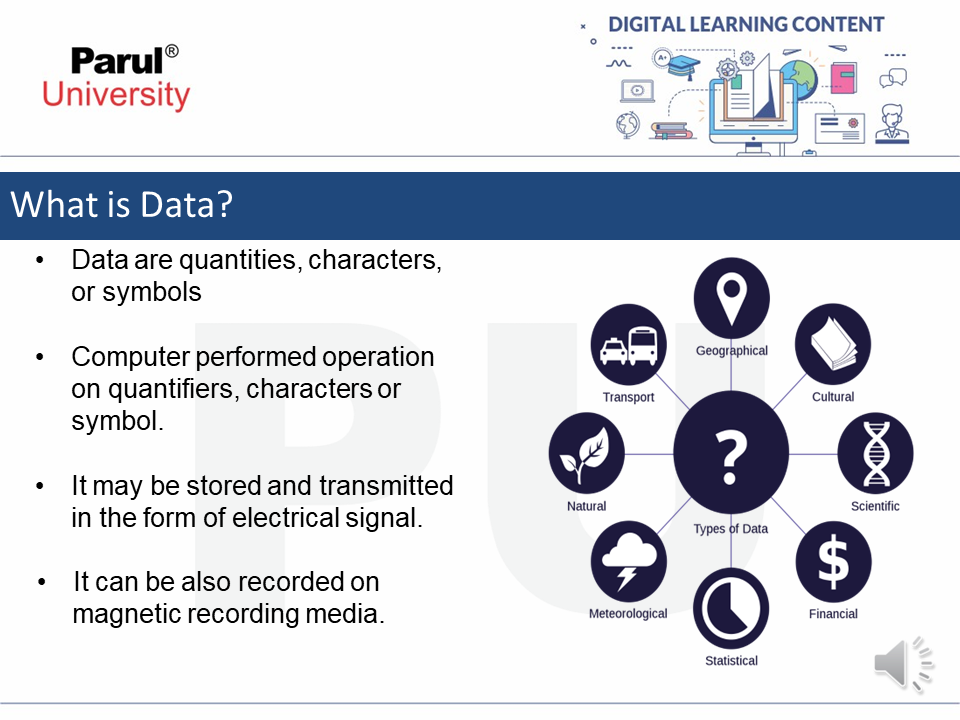 Parul®
University
DIGITAL LEARNING CONTENT
A+
What is Data?
• Data are quantities, characters,
or symbols
• Computer performed operation
on quantifiers, characters or
symbol.
• It may be stored and transmitted
in the form of electrical signal.
• It can be also recorded on
magnetic recording media.
PU
Geographical
Transport
Cultural
?
Natural
Scientific
Types of Data
$
Meteorological
Financial
Statistical